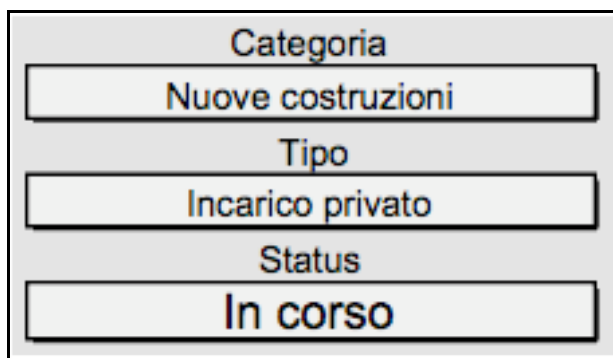 Categoria
Nuove costruzioni
Tipo
Incarico privato
Status
In corso